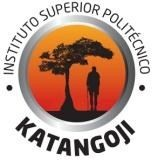 • INSTITUTO SUPERIOR POLITÉCNICO •
KATANGOJI